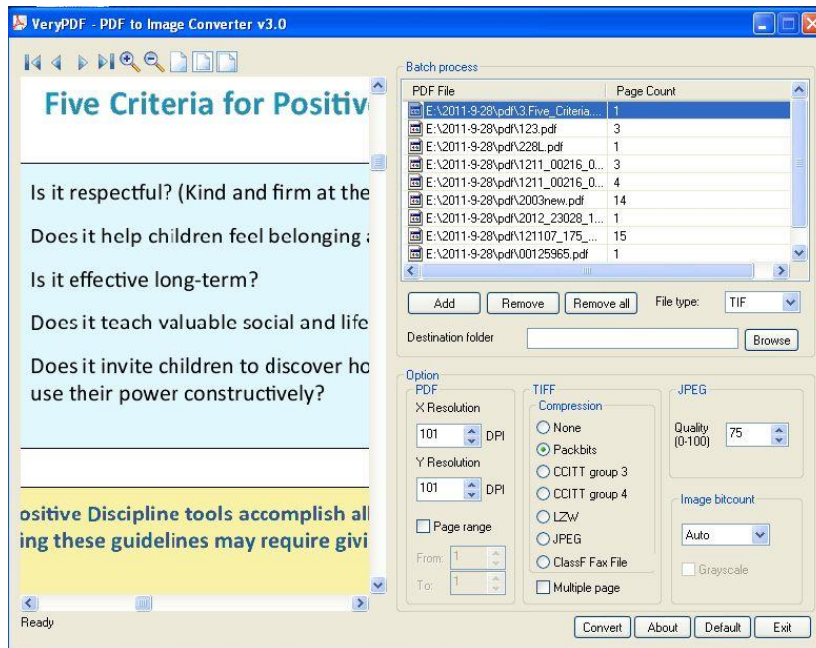 VeryPDF - PDF to Image Converter v3.0
Five Criteria for Positiv
Is it respectful? (Kind and firm at the
Does it help children feel belonging a
Is it effective long-term?
Does it teach valuable social and life
Does it invite children to discover ho
use their power constructively?
ositive Discipline tools accomplish all
ing these guidelines may require givi
Ready
Batch process
PDF File Page Count
E:\2011-9-28\pdf\3.Five_Criteria.... 1
E:\2011-9-28\pdf\123.pdf 3
E:\2011-9-28\pdf\228L.pdf 1
E:\2011-9-28\pdf\1211_00216_0... 3
E:\2011-9-28\pdf\1211_00216_0... 4
E:\2011-9-28\pdf\2003new.pdf 14
E:\2011-9-28\pdf\2012_23028_1... 1
E:\2011-9-28\pdf\121107_175_... 15
E:\2011-9-28\pdf\00125965.pdf 1
Add Remove Remove all File type: TIF
Destination folder Browse
Option
PDF
X Resolution
101 DPI
Y Resolution
101 DPI
Page range
From: 1
To: 1
TIFF
Compression
None
Packbits
CCITT group 3
CCITT group 4
LZW
JPEG
ClassF Fax File
Multiple page
JPEG
Quality 75
(0-100)
Image bitcount
Auto
Grayscale
Convert About Default Exit